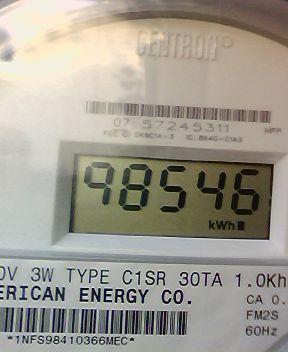 CENTRON
07 57245311
98546
kWh
0V 3W TYPE C1SR 30TA 1.0Kh
ERICAN ENERGY CO.
CA 0.
FM2S
60Hz
*1NFS98410366MEC*